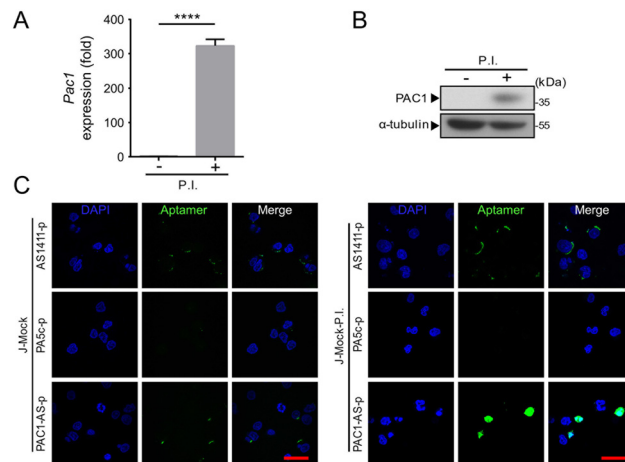 A
Pac1
expression (fold)
400
300
200
100
0
****
- +
P.I.
B
P.I.
- + (kDa)
PAC1 -35
α-tubulin -55
C
DAPI Aptamer Merge
J-Mock
AS1411-p
PA5c-p
PAC1-AS-p
DAPI Aptamer Merge
J-Mock-P.I.
AS1411-p
PA5c-p
PAC1-AS-p